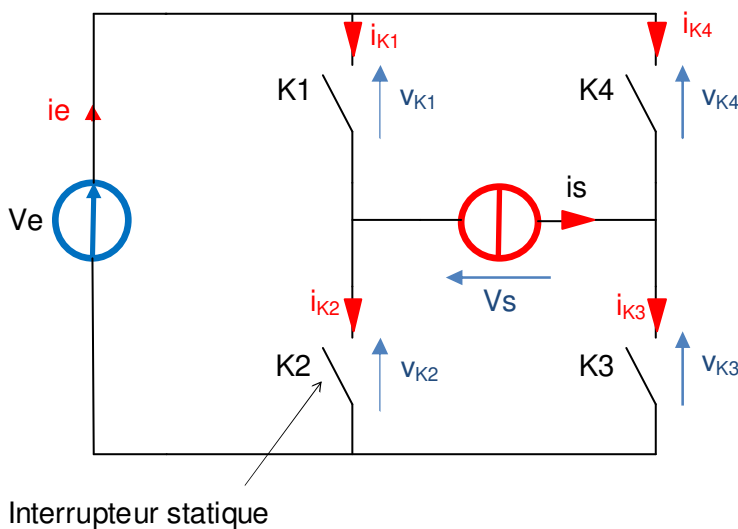 iK1
iK4
K1
vK1
K4
vK4
ie
Ve
is
Vs
iK2
iK3
K2
vK2
K3
vK3
Interrupteur statique